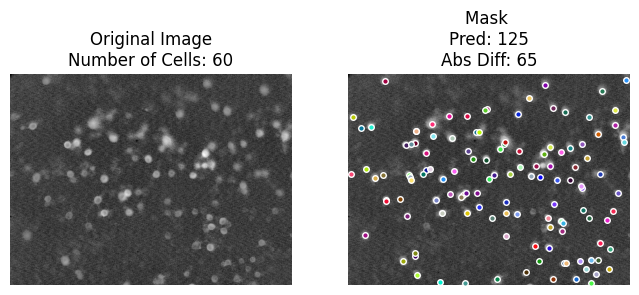 Original Image
Number of Cells: 60
Mask
Pred: 125
Abs Diff: 65